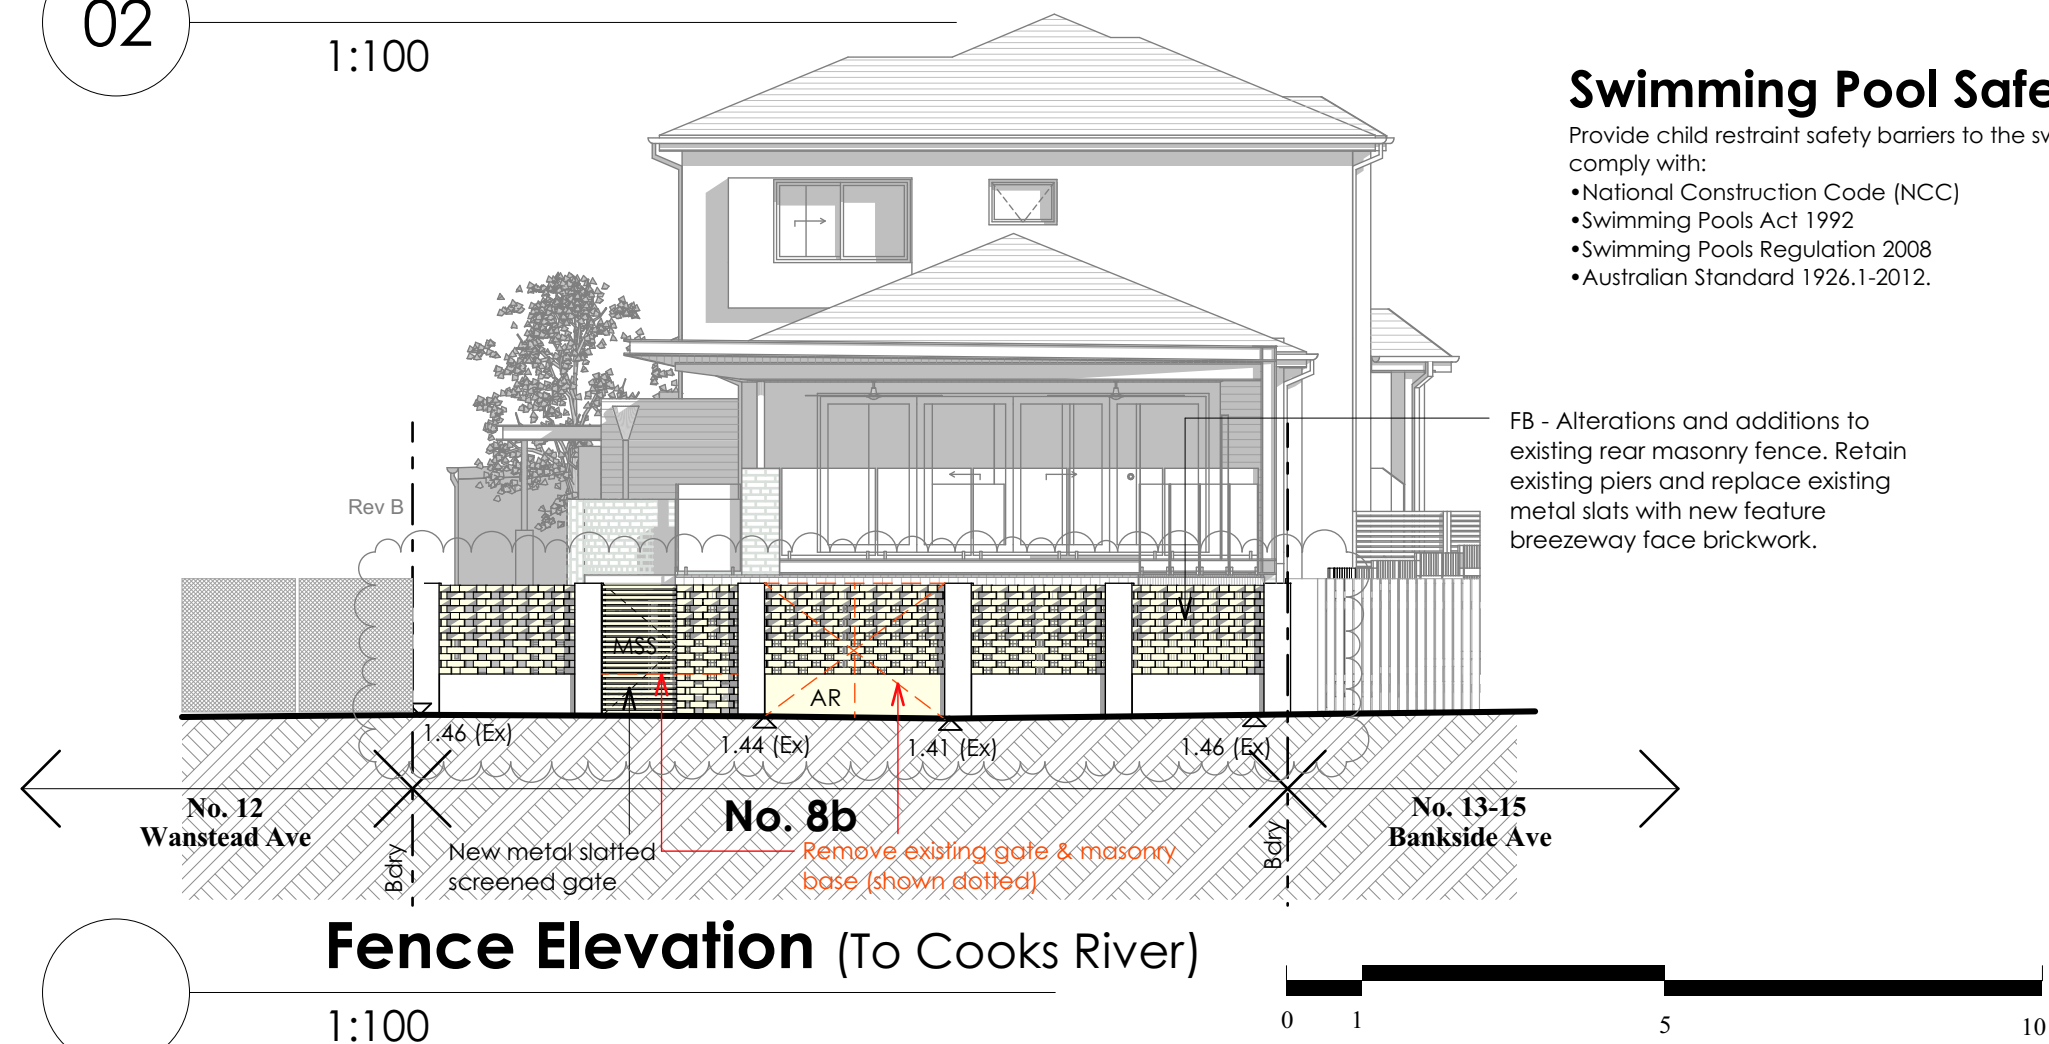 02
1:100
Swimming Pool Safe
Provide child restraint safety barriers to the sw
comply with:
•National Construction Code (NCC)
•Swimming Pools Act 1992
•Swimming Pools Regulation 2008
•Australian Standard 1926.1-2012.
FB - Alterations and additions to
existing rear masonry fence. Retain
existing piers and replace existing
metal slats with new feature
breezeway face brickwork.
Rev B
MSS
AR
1.46 (Ex)
1.44 (Ex)
1.41 (Ex)
1.46 (Ex)
No. 12
Wanstead Ave
No. 8b
No. 13-15
Bankside Ave
Bdry
Bdry
New metal slatted
screened gate
Remove existing gate & masonry
base (shown dotted)
Fence Elevation (To Cooks River)
1:100
0 1 5 10